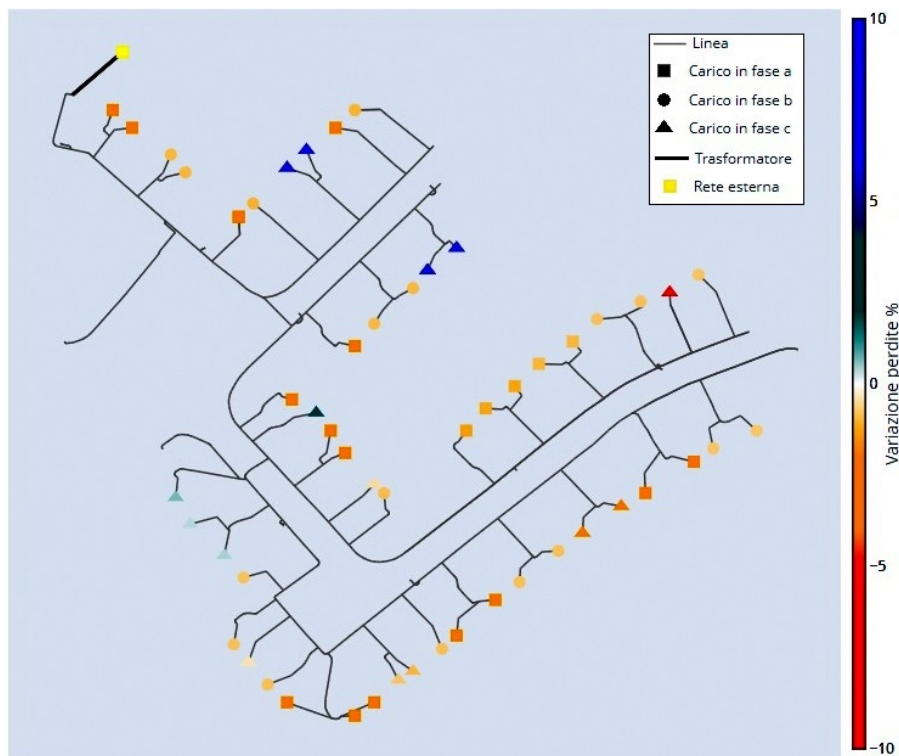 Linea
Carico in fase a
Carico in fase b
Carico in fase c
Trasformatore
Rete esterna
10
5
0
−5
−10
Variazione perdite %